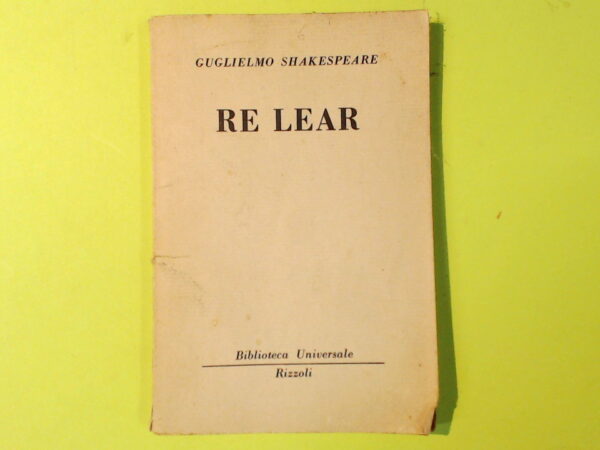 GUGLIELMO SHAKESPEARE
RE LEAR
Biblioteca Universale
Rizzoli